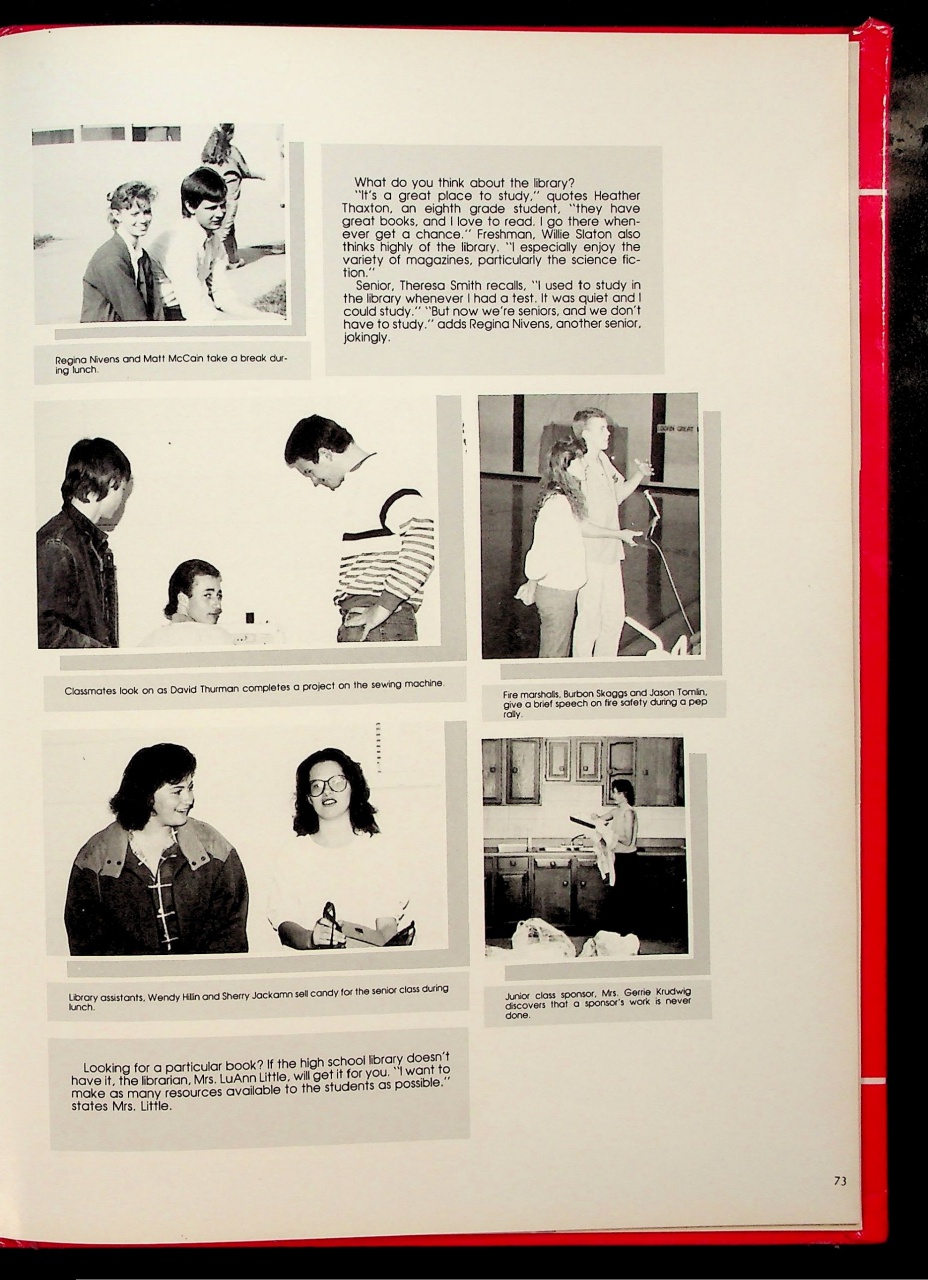 What do you think about the library?
"It's a great place to study," quotes Heather
Thaxton, an eighth grade student, "they have
great books, and I love to read. I go there when-
ever get a chance." Freshman, Willie Slaton also
thinks highly of the library. "I especially enjoy the
variety of magazines, particularly the science fic-
tion."
Senior, Theresa Smith recalls, "I used to study in
the library whenever I had a test. It was quiet and I
could study." "But now we're seniors, and we don't
have to study." adds Regina Nivens, another senior,
jokingly.
Regina Nivens and Matt McCain take a break dur-
ing lunch.
GREAT
Classmates look on as David Thurman completes a project on the sewing machine.
Fire marshalls, Burbon Skaggs and Jason Tomlin,
give a brief speech on fire safety during a pep
rally.
Library assistants, Wendy Hillin and Sherry Jackamn sell candy for the senior class during
lunch.
Junior class sponsor, Mrs. Gerrie Krudwig
discovers that a sponsor's work is never
done.
Looking for a particular book? If the high school library doesn't
have it, the librarian, Mrs. LuAnn Little, will get it for you. "I want to
make as many resources available to the students as possible."
states Mrs. Little.
73